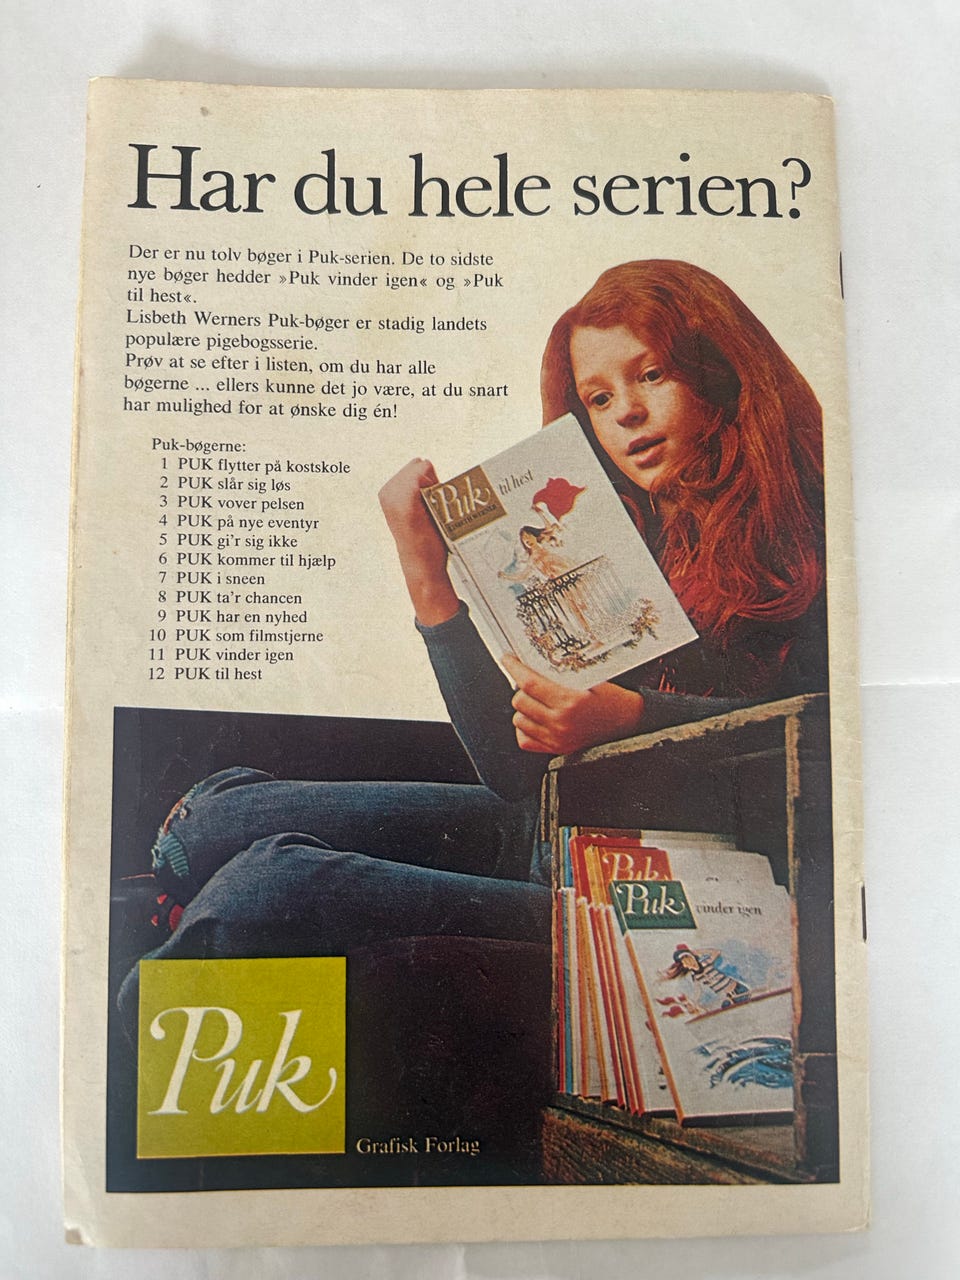 Har du hele serien?
Der er nu tolv bøger i Puk-serien. De to sidste
nye bøger hedder »Puk vinder igen« og »Puk
til hest«.
Lisbeth Werners Puk-bøger er stadig landets
populære pigebogsserie.
Prøv at se efter i listen, om du har alle
bøgerne ... ellers kunne det jo være, at du snart
har mulighed for at ønske dig én!
Puk-bøgerne:
1 PUK flytter på kostskole
2 PUK slår sig løs
3 PUK vover pelsen
4 PUK på nye eventyr
5 PUK gi'r sig ikke
6 PUK kommer til hjælp
7 PUK i sneen
8 PUK ta'r chancen
9 PUK har en nyhed
10 PUK som filmstjerne
11 PUK vinder igen
12 PUK til hest
Puk til hest
LISBETH WERNER
Puk
Puk vinder igen
Puk
Grafisk Forlag